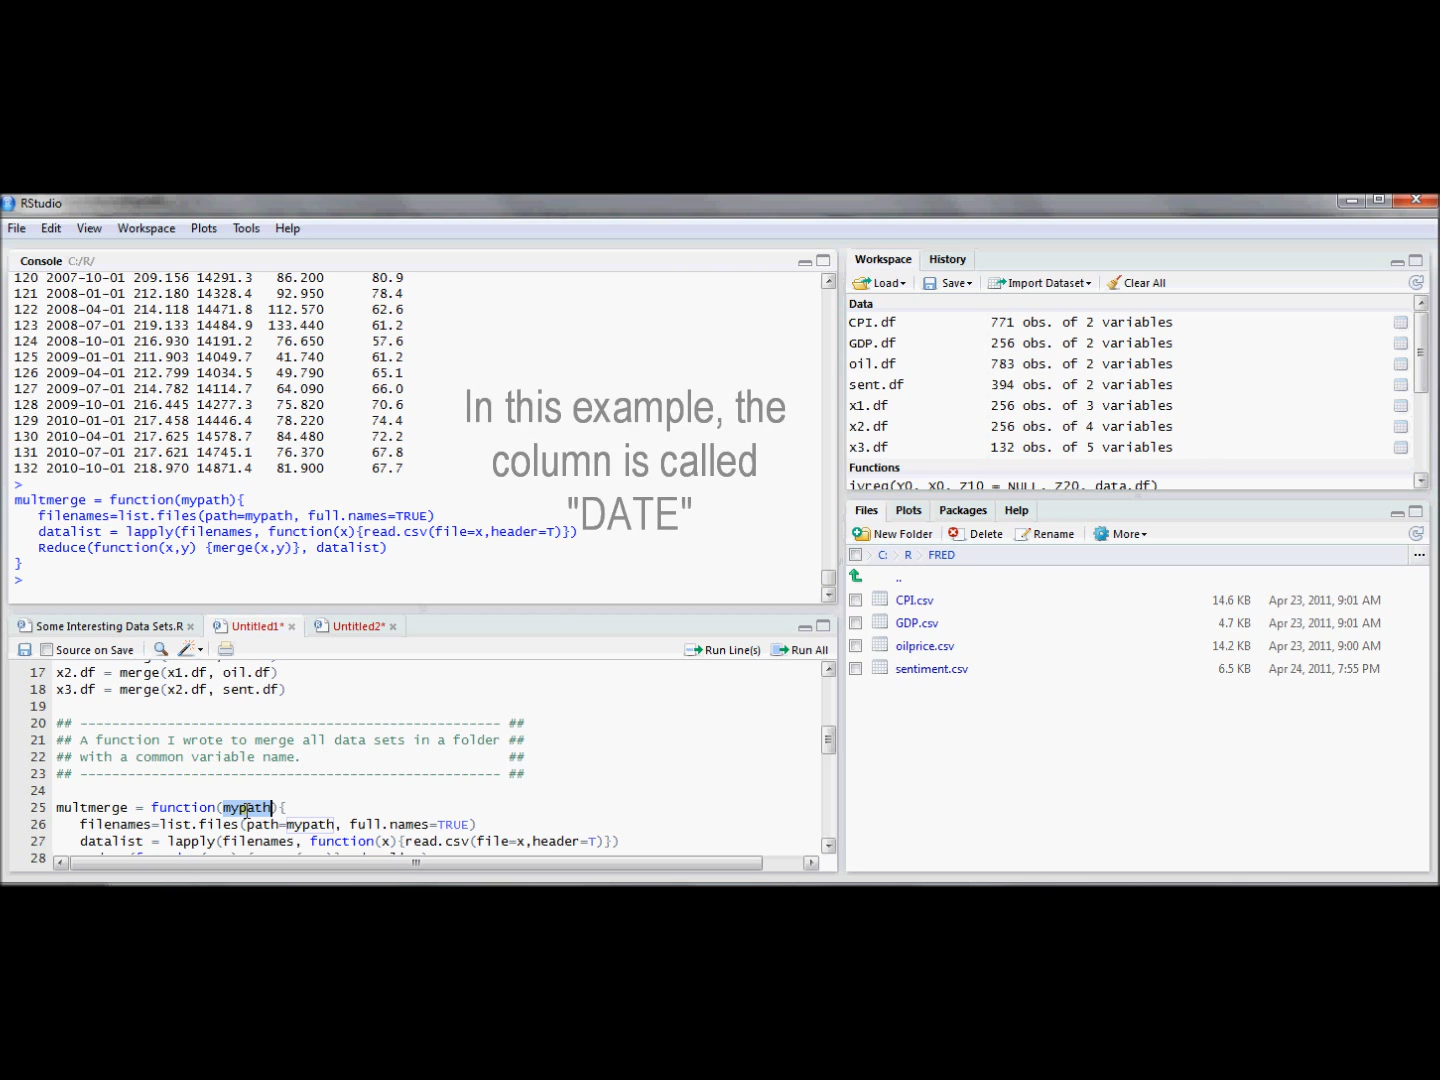 RStudio
File Edit View Workspace Plots Tools Help
Console C:/R/
120 2007-10-01 209.156 14291.3 86.200 80.9
121 2008-01-01 212.180 14328.4 92.950 78.4
122 2008-04-01 214.118 14471.8 112.570 62.6
123 2008-07-01 219.133 14484.9 133.440 61.2
124 2008-10-01 216.930 14191.2 76.650 57.6
125 2009-01-01 211.903 14049.7 41.740 61.2
126 2009-04-01 212.799 14034.5 49.790 65.1
127 2009-07-01 214.782 14114.7 64.090 66.0
128 2009-10-01 216.445 14277.3 75.820 70.6
129 2010-01-01 217.458 14446.4 78.220 74.4
130 2010-04-01 217.625 14578.7 84.480 72.2
131 2010-07-01 217.621 14745.1 76.370 67.8
132 2010-10-01 218.970 14871.4 81.900 67.7
>
multmerge = function(mypath){
filenames=list.files(path=mypath, full.names=TRUE)
datalist = lapply(filenames, function(x){read.csv(file=x,header=T)})
Reduce(function(x,y) {merge(x,y)}, datalist)
}
>
In this example, the
column is called
"DATE"
Some Interesting Data Sets.R Untitled1* Untitled2*
Source on Save Run Line(s) Run All
17 x2.df = merge(x1.df, oil.df)
18 x3.df = merge(x2.df, sent.df)
19
20 ## ----------------------------------------------------- ##
21 ## A function I wrote to merge all data sets in a folder ##
22 ## with a common variable name. ##
23 ## ----------------------------------------------------- ##
24
25 multmerge = function(mypath){
26 filenames=list.files(path=mypath, full.names=TRUE)
27 datalist = lapply(filenames, function(x){read.csv(file=x,header=T)})
28
Workspace History
Load Save Import Dataset Clear All
Data
CPI.df 771 obs. of 2 variables
GDP.df 256 obs. of 2 variables
oil.df 783 obs. of 2 variables
sent.df 394 obs. of 2 variables
x1.df 256 obs. of 3 variables
x2.df 256 obs. of 4 variables
x3.df 132 obs. of 5 variables
Functions
ivreg(Y0, X0, Z10 = NULL, Z20, data.df)
Files Plots Packages Help
New Folder Delete Rename More
C: R FRED ...
..
CPI.csv 14.6 KB Apr 23, 2011, 9:01 AM
GDP.csv 4.7 KB Apr 23, 2011, 9:01 AM
oilprice.csv 14.2 KB Apr 23, 2011, 9:00 AM
sentiment.csv 6.5 KB Apr 24, 2011, 7:55 PM